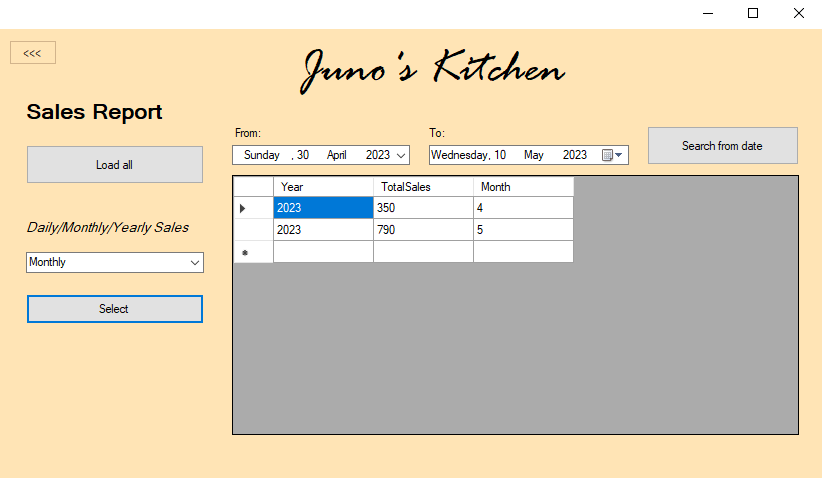 <<<
Juno's Kitchen
Sales Report
From:
To:
Sunday , 30 April 2023
Wednesday, 10 May 2023
Search from date
Load all
Year TotalSales Month
2023 350 4
2023 790 5
Daily/Monthly/Yearly Sales
Monthly
Select